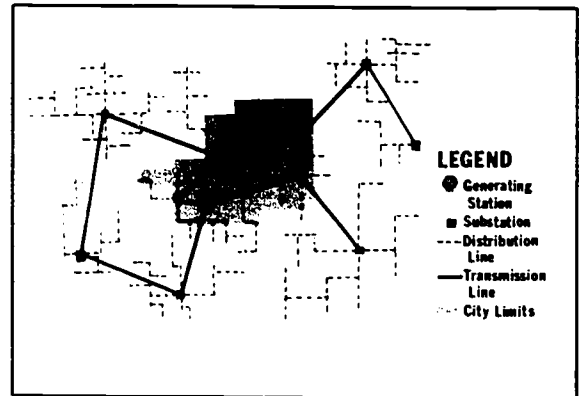 LEGEND
Generating
Station
Substation
Distribution
Line
Transmission
Line
City Limits